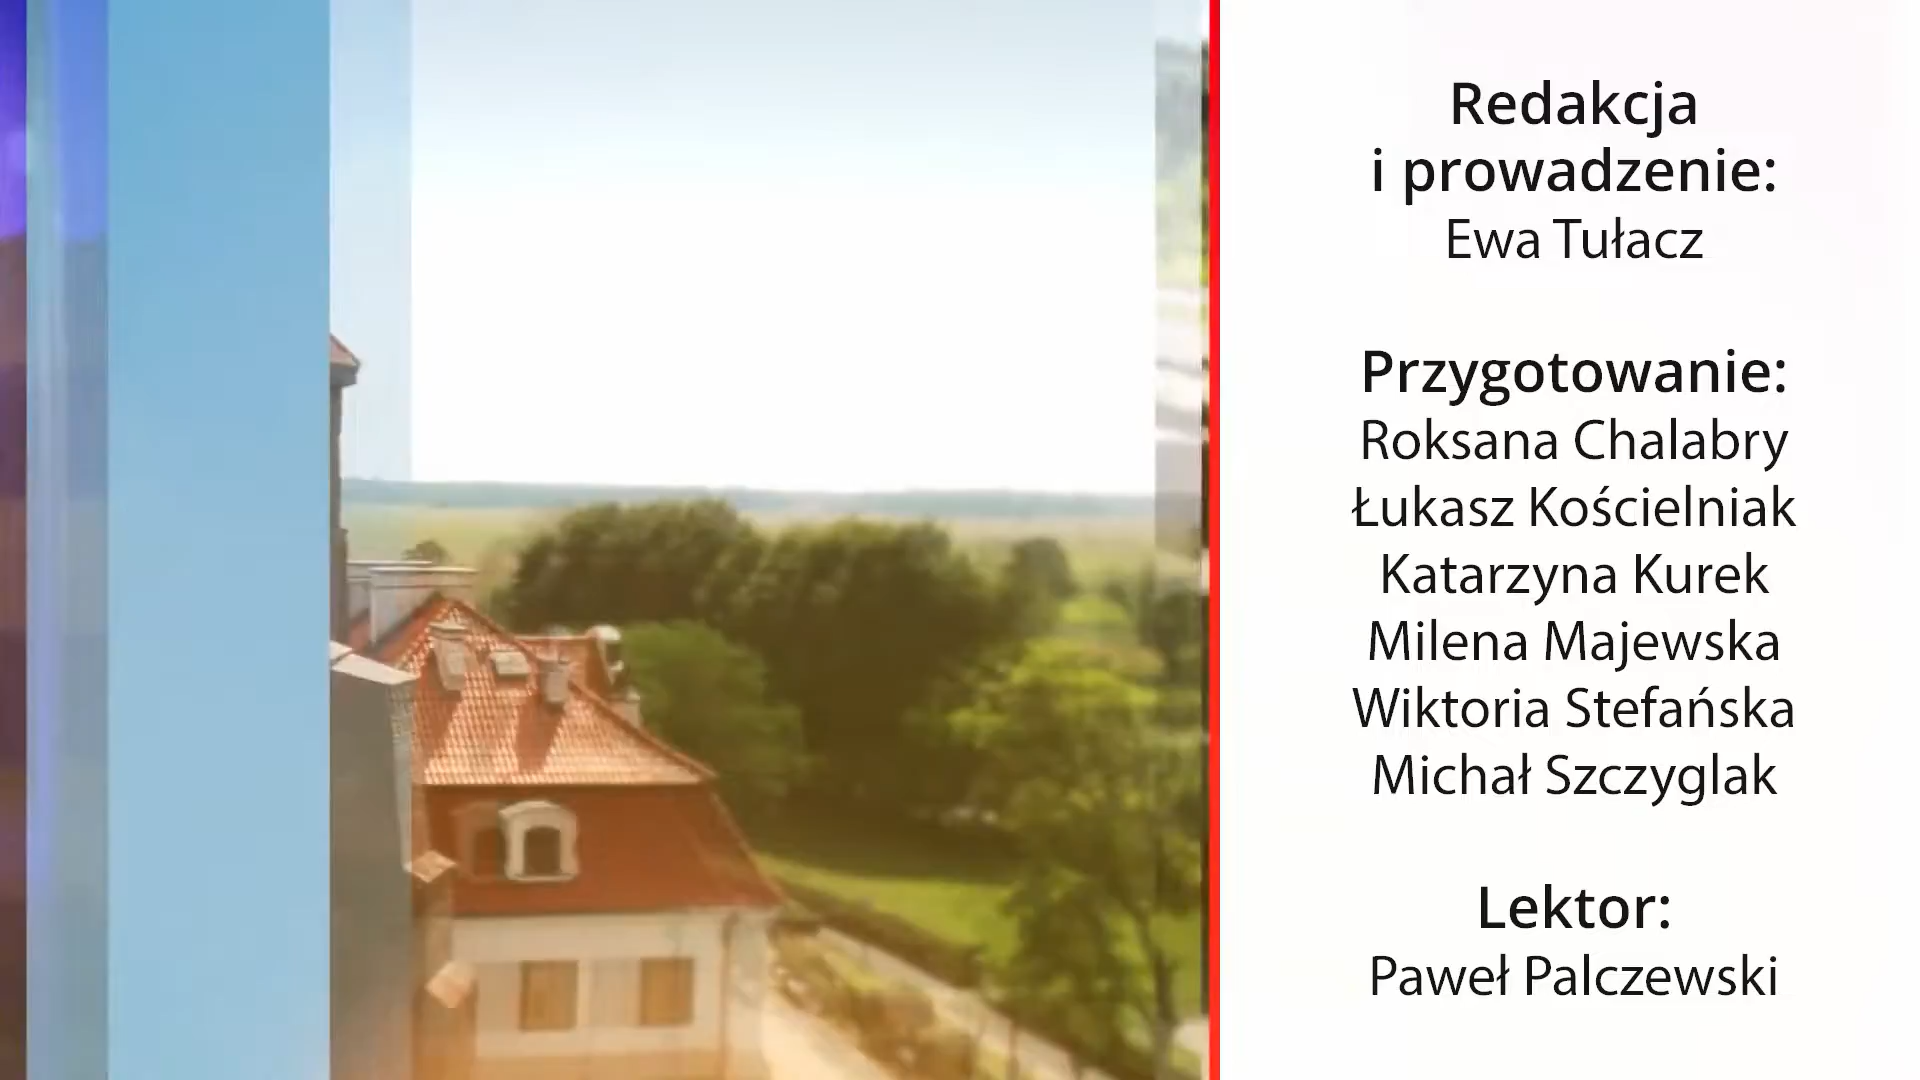 Redakcja
i prowadzenie:
Ewa Tułacz
Przygotowanie:
Roksana Chalabry
Łukasz Kościelniak
Katarzyna Kurek
Milena Majewska
Wiktoria Stefańska
Michał Szczyglak
Lektor:
Paweł Palczewski